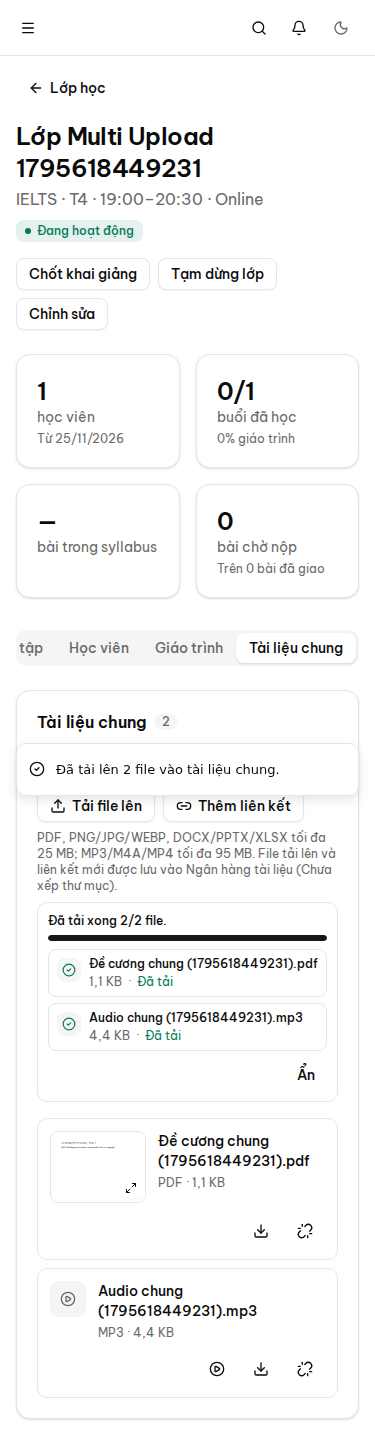 Lớp học
Lớp Multi Upload
1795618449231
IELTS · T4 · 19:00–20:30 · Online
Đang hoạt động
Chốt khai giảng
Tạm dừng lớp
Chỉnh sửa
1
học viên
Từ 25/11/2026
0/1
buổi đã học
0% giáo trình
–
bài trong syllabus
0
bài chờ nộp
Trên 0 bài đã giao
tập
Học viên
Giáo trình
Tài liệu chung
Tài liệu chung 2
Đã tải lên 2 file vào tài liệu chung.
Tải file lên
Thêm liên kết
PDF, PNG/JPG/WEBP, DOCX/PPTX/XLSX tối đa
25 MB; MP3/M4A/MP4 tối đa 95 MB. File tải lên và
liên kết mới được lưu vào Ngân hàng tài liệu (Chưa
xếp thư mục).
Đã tải xong 2/2 file.
Đề cương chung (1795618449231).pdf
1,1 KB · Đã tải
Audio chung (1795618449231).mp3
4,4 KB · Đã tải
Ẩn
Đề cương chung
(1795618449231).pdf
PDF · 1,1 KB
Audio chung
(1795618449231).mp3
MP3 · 4,4 KB